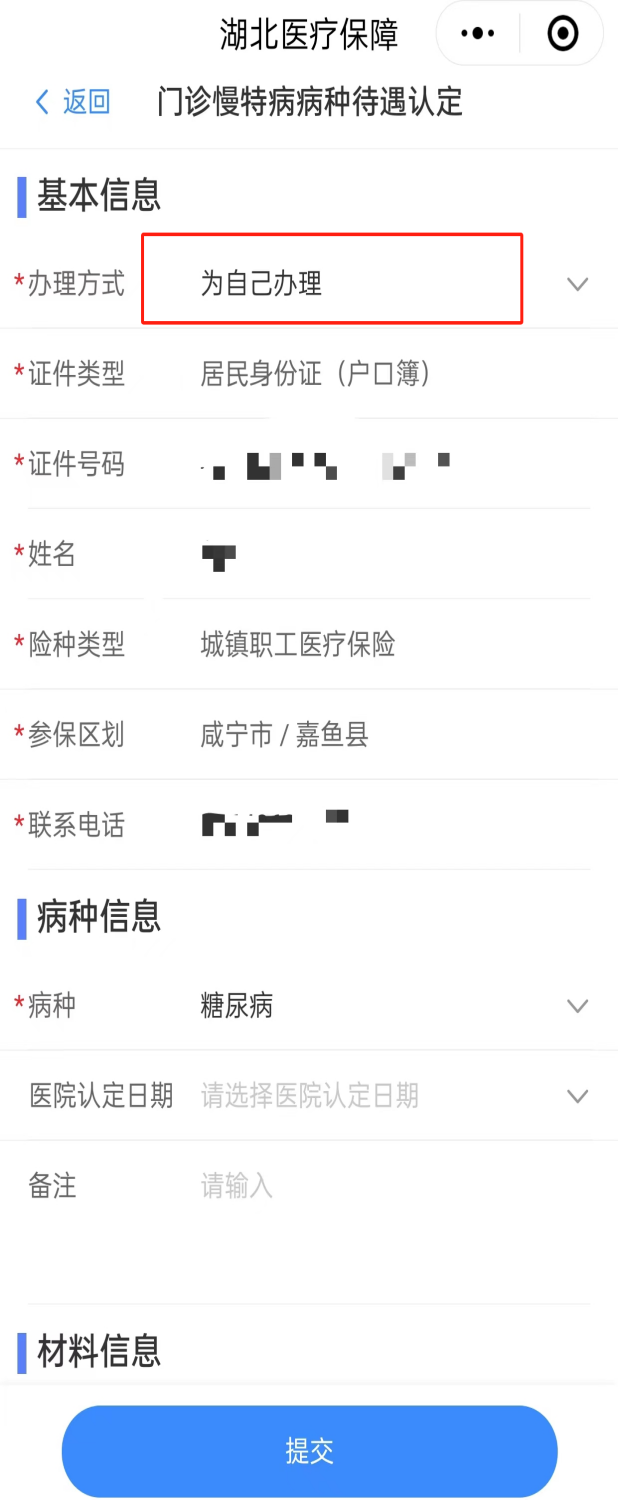 湖北医疗保障
返回 门诊慢特病病种待遇认定
基本信息
*办理方式 为自己办理
*证件类型 居民身份证（户口簿）
*证件号码
*姓名
*险种类型 城镇职工医疗保险
*参保区划 咸宁市 / 嘉鱼县
*联系电话
病种信息
*病种 糖尿病
医院认定日期 请选择医院认定日期
备注 请输入
材料信息
提交